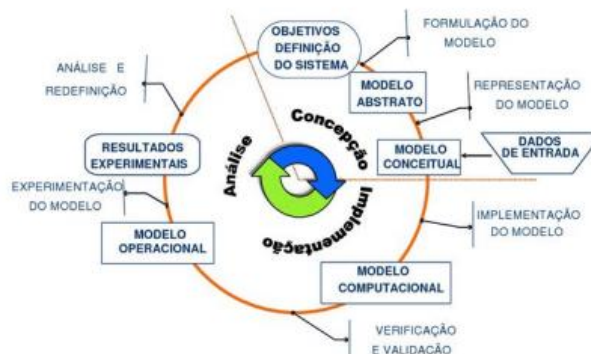 OBJETIVOS
DEFINIÇÃO
DO SISTEMA
FORMULAÇÃO DO
MODELO
MODELO
ABSTRATO
REPRESENTAÇÃO
DO MODELO
MODELO
CONCEITUAL
DADOS
DE ENTRADA
IMPLEMENTAÇÃO
DO MODELO
MODELO
COMPUTACIONAL
VERIFICAÇÃO
E VALIDAÇÃO
MODELO
OPERACIONAL
EXPERIMENTAÇÃO
DO MODELO
RESULTADOS
EXPERIMENTAIS
ANÁLISE E
REDEFINIÇÃO
Concepção
Implementação
Análise